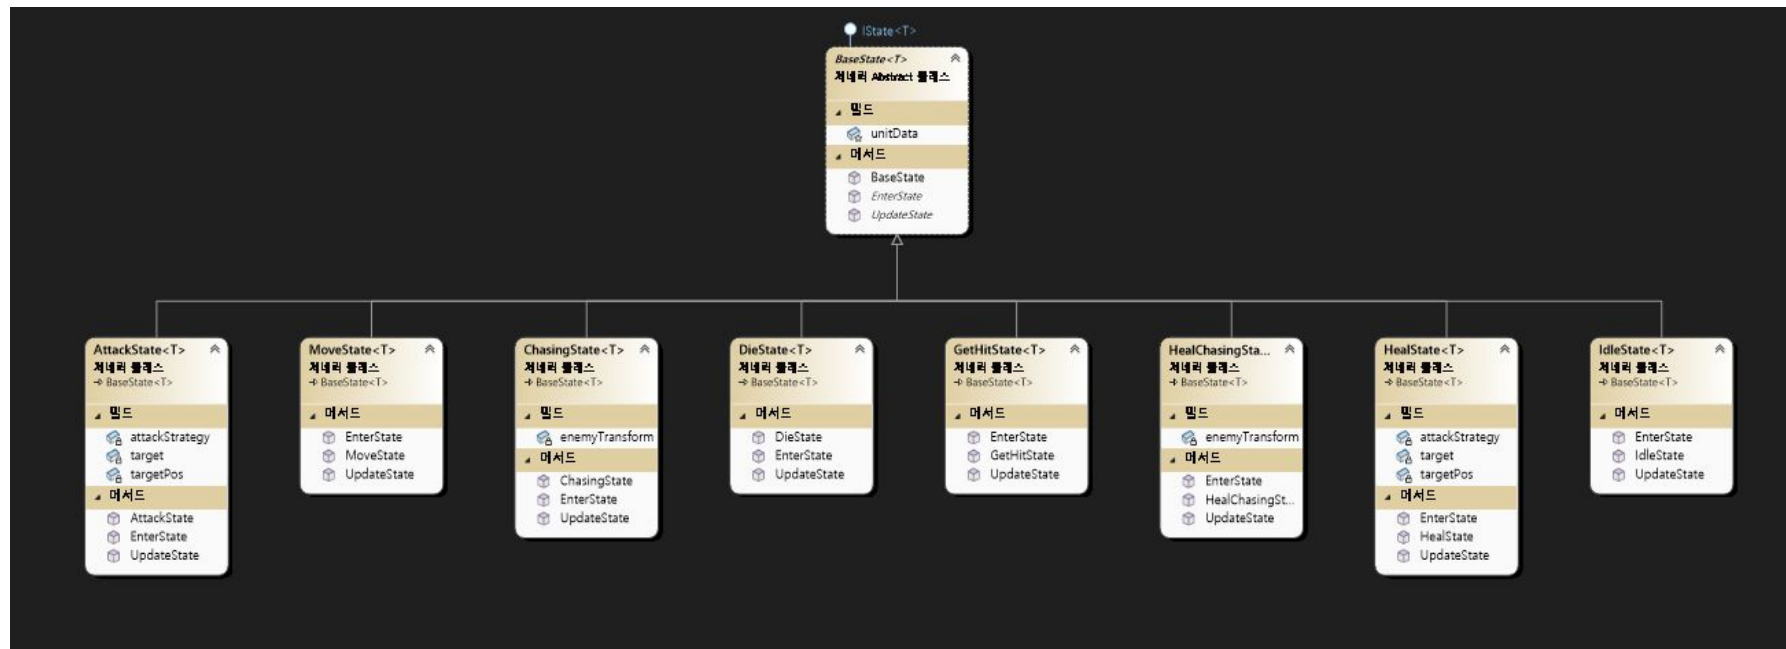 IState<T>
BaseState<T>
제네릭 Abstract 클래스
필드
unitData
메서드
BaseState
EnterState
UpdateState
AttackState<T>
제네릭 클래스
BaseState<T>
필드
attackStrategy
target
targetPos
메서드
AttackState
EnterState
UpdateState
MoveState<T>
제네릭 클래스
BaseState<T>
메서드
EnterState
MoveState
UpdateState
ChasingState<T>
제네릭 클래스
BaseState<T>
필드
enemyTransform
메서드
ChasingState
EnterState
UpdateState
DieState<T>
제네릭 클래스
BaseState<T>
메서드
DieState
EnterState
UpdateState
GetHitState<T>
제네릭 클래스
BaseState<T>
메서드
EnterState
GetHitState
UpdateState
HealChasingSta...
제네릭 클래스
BaseState<T>
필드
enemyTransform
메서드
EnterState
HealChasingSt...
UpdateState
HealState<T>
제네릭 클래스
BaseState<T>
필드
attackStrategy
target
targetPos
메서드
EnterState
HealState
UpdateState
IdleState<T>
제네릭 클래스
BaseState<T>
메서드
EnterState
IdleState
UpdateState